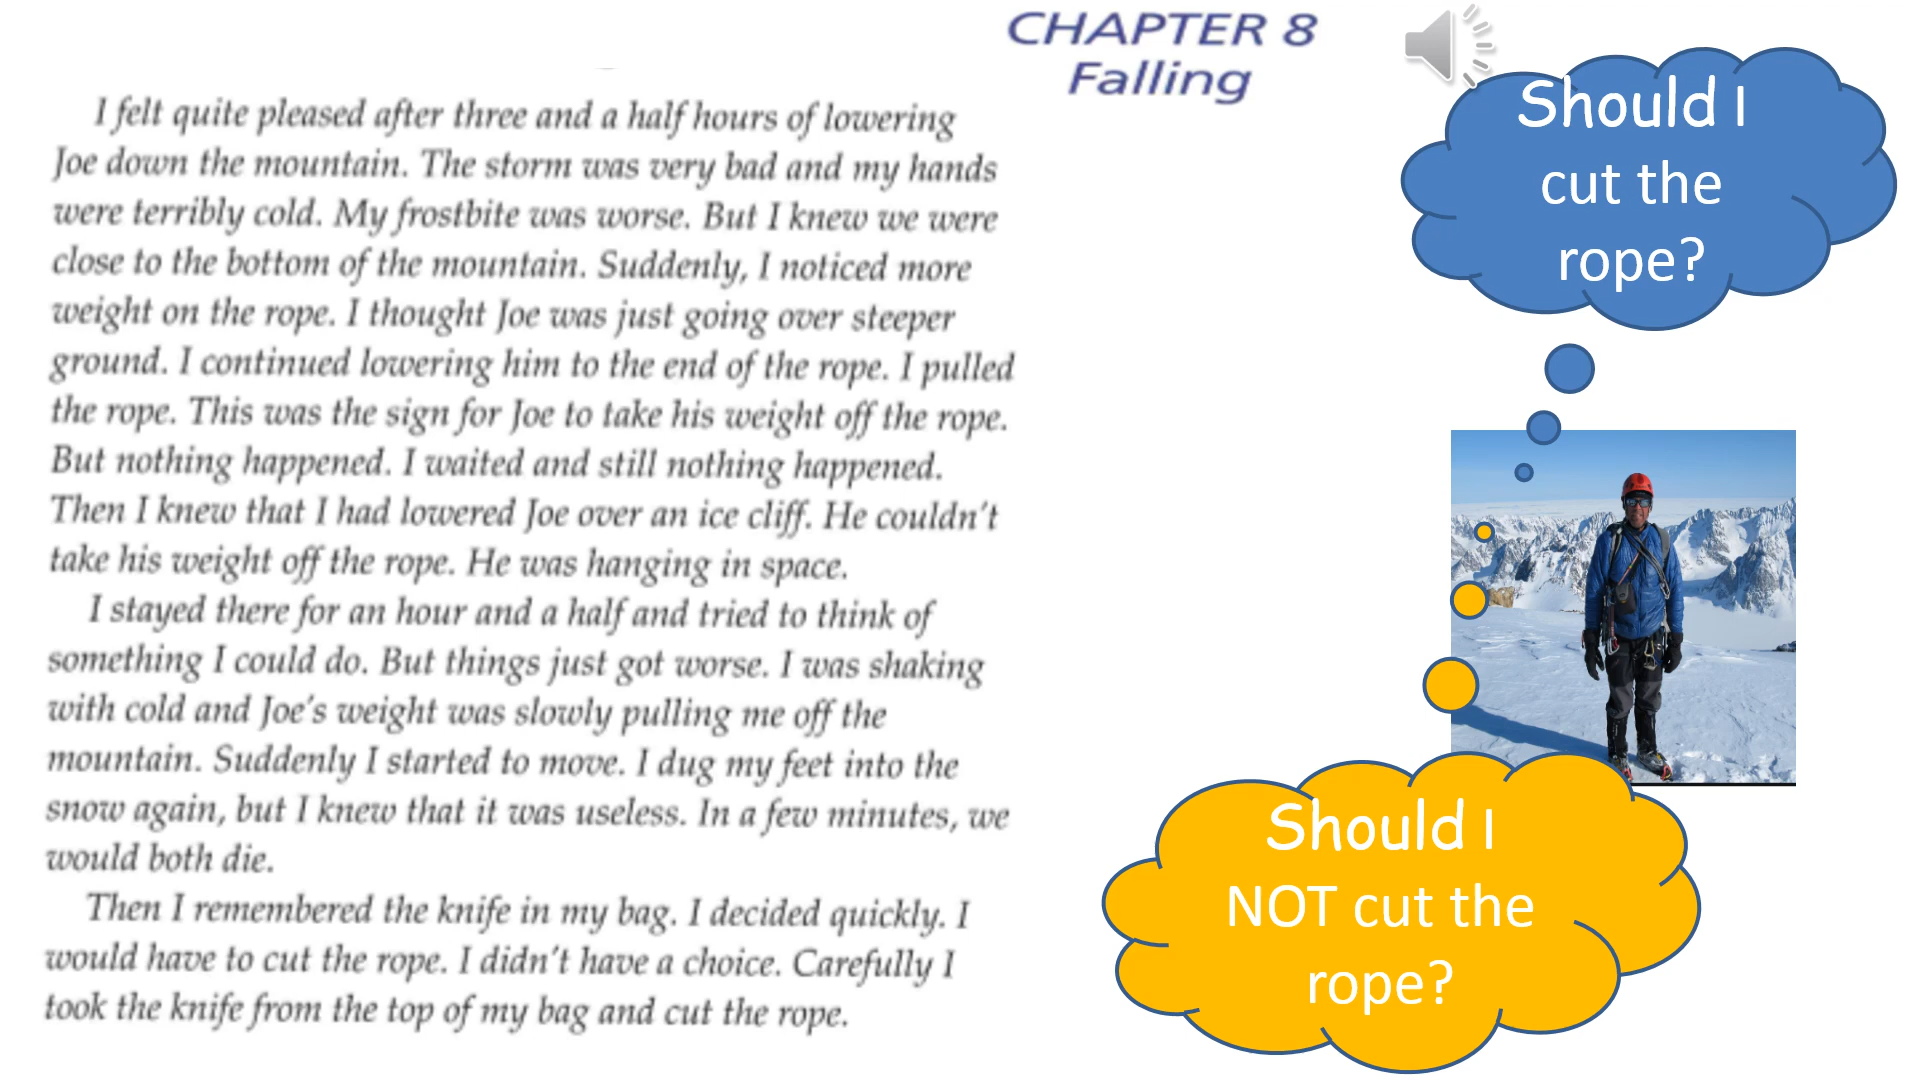 CHAPTER 8
Falling
I felt quite pleased after three and a half hours of lowering
Joe down the mountain. The storm was very bad and my hands
were terribly cold. My frostbite was worse. But I knew we were
close to the bottom of the mountain. Suddenly, I noticed more
weight on the rope. I thought Joe was just going over steeper
ground. I continued lowering him to the end of the rope. I pulled
the rope. This was the sign for Joe to take his weight off the rope.
But nothing happened. I waited and still nothing happened.
Then I knew that I had lowered Joe over an ice cliff. He couldn't
take his weight off the rope. He was hanging in space.
I stayed there for an hour and a half and tried to think of
something I could do. But things just got worse. I was shaking
with cold and Joe's weight was slowly pulling me off the
mountain. Suddenly I started to move. I dug my feet into the
snow again, but I knew that it was useless. In a few minutes, we
would both die.
Then I remembered the knife in my bag. I decided quickly. I
would have to cut the rope. I didn't have a choice. Carefully I
took the knife from the top of my bag and cut the rope.
Should I
cut the
rope?
Should I
NOT cut the
rope?